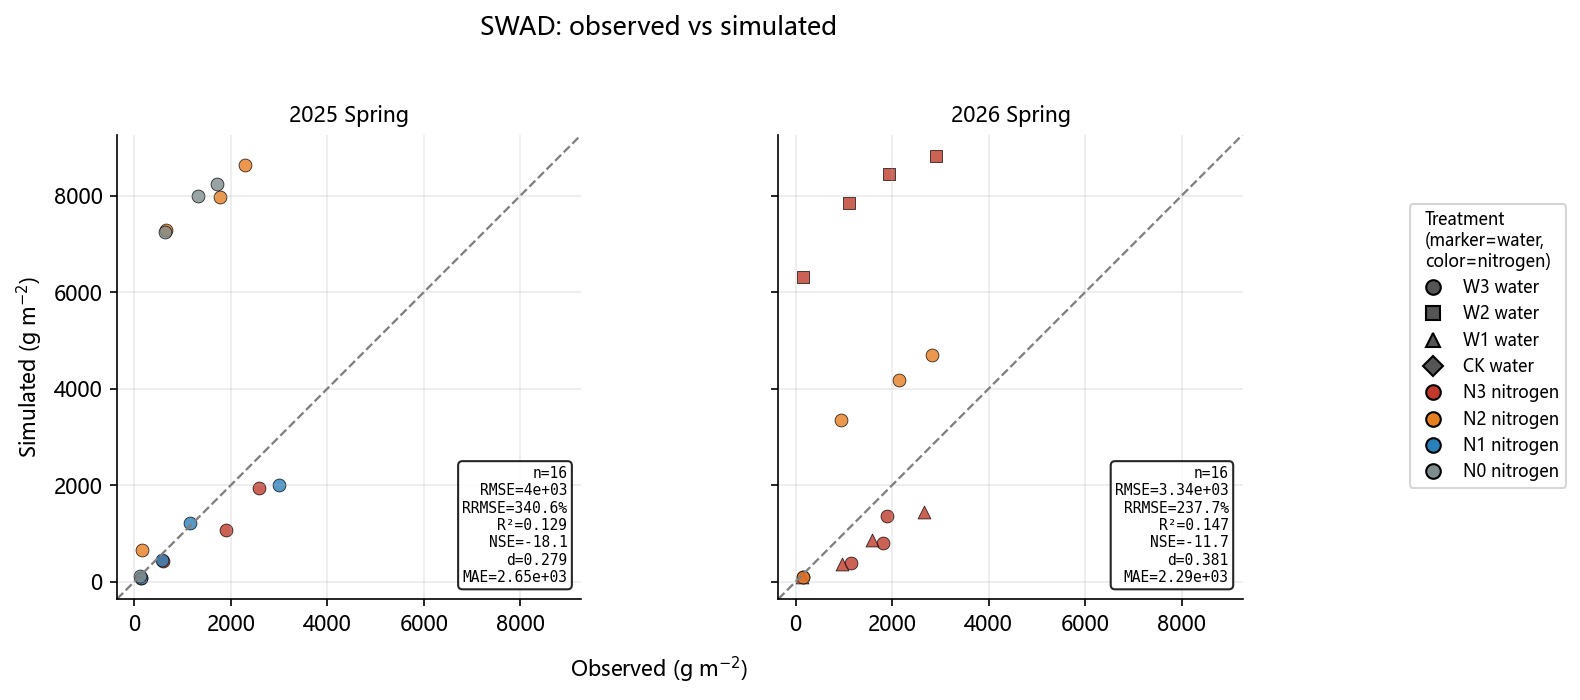 SWAD: observed vs simulated
2025 Spring
2026 Spring
Simulated (g m⁻²)
8000
6000
4000
2000
0
n=16
RMSE=4e+03
RRMSE=340.6%
R²=0.129
NSE=-18.1
d=0.279
MAE=2.65e+03
0
2000
4000
6000
8000
n=16
RMSE=3.34e+03
RRMSE=237.7%
R²=0.147
NSE=-11.7
d=0.381
MAE=2.29e+03
0
2000
4000
6000
8000
Observed (g m⁻²)
Treatment
(marker=water,
color=nitrogen)
W3 water
W2 water
W1 water
CK water
N3 nitrogen
N2 nitrogen
N1 nitrogen
N0 nitrogen